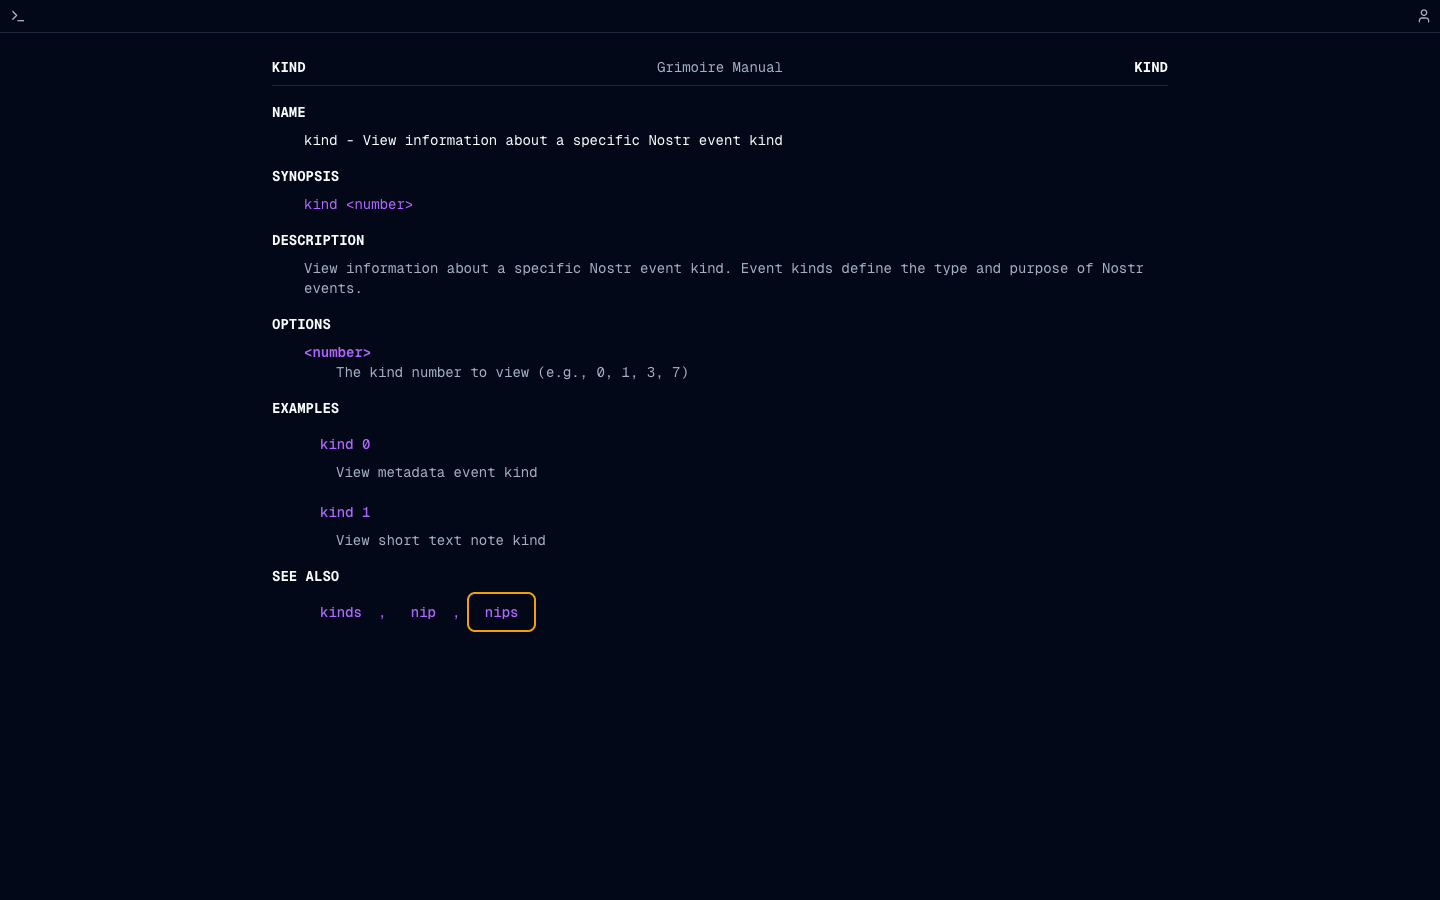 KIND Grimoire Manual KIND
NAME
kind - View information about a specific Nostr event kind
SYNOPSIS
kind <number>
DESCRIPTION
View information about a specific Nostr event kind. Event kinds define the type and purpose of Nostr
events.
OPTIONS
<number>
The kind number to view (e.g., 0, 1, 3, 7)
EXAMPLES
kind 0
View metadata event kind
kind 1
View short text note kind
SEE ALSO
kinds , nip , nips